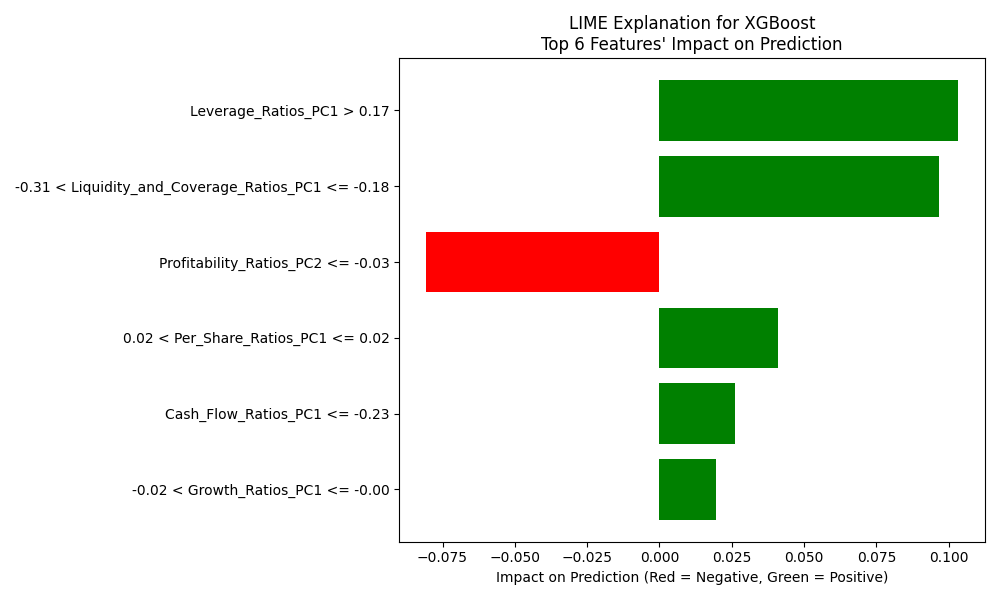 LIME Explanation for XGBoost
Top 6 Features' Impact on Prediction
Leverage_Ratios_PC1 > 0.17
-0.31 < Liquidity_and_Coverage_Ratios_PC1 <= -0.18
Profitability_Ratios_PC2 <= -0.03
0.02 < Per_Share_Ratios_PC1 <= 0.02
Cash_Flow_Ratios_PC1 <= -0.23
-0.02 < Growth_Ratios_PC1 <= -0.00
−0.075 −0.050 −0.025 0.000 0.025 0.050 0.075 0.100
Impact on Prediction (Red = Negative, Green = Positive)